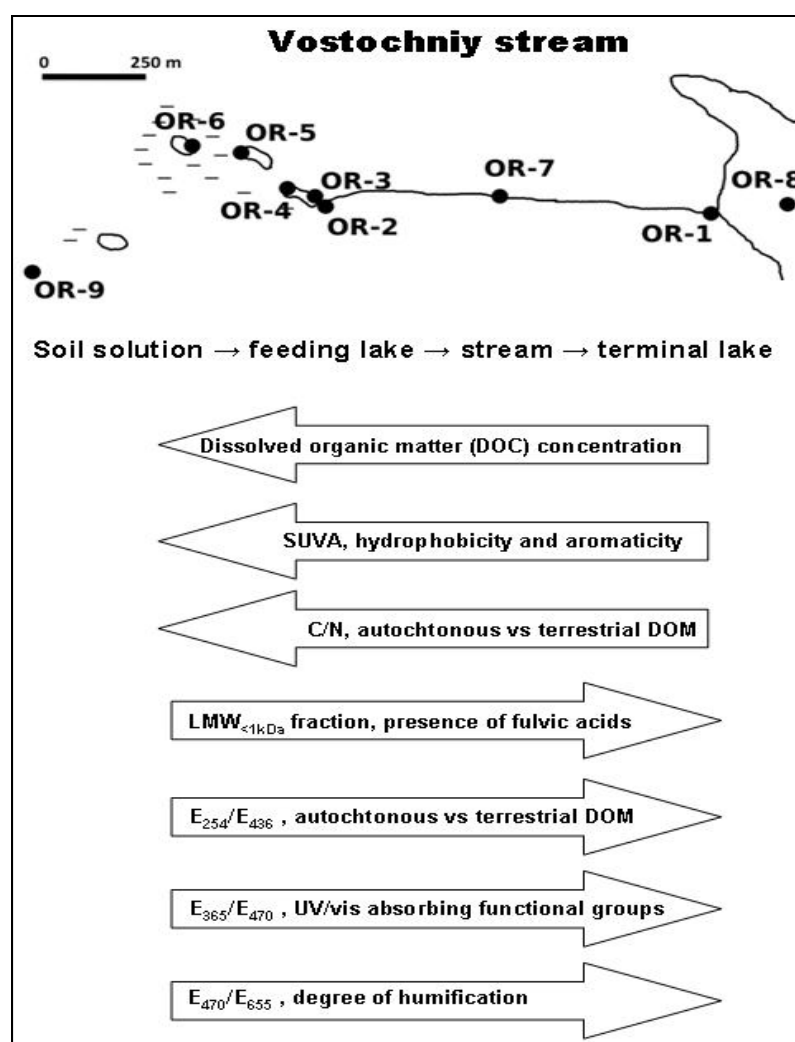 Vostochniy stream
0 250 m
OR-6
OR-5
OR-3
OR-7
OR-8
OR-4
OR-2
OR-1
OR-9
Soil solution → feeding lake → stream → terminal lake
Dissolved organic matter (DOC) concentration
SUVA, hydrophobicity and aromaticity
C/N, autochtonous vs terrestrial DOM
LMW<1kDa fraction, presence of fulvic acids
E254/E436 , autochtonous vs terrestrial DOM
E365/E470 , UV/vis absorbing functional groups
E470/E655 , degree of humification